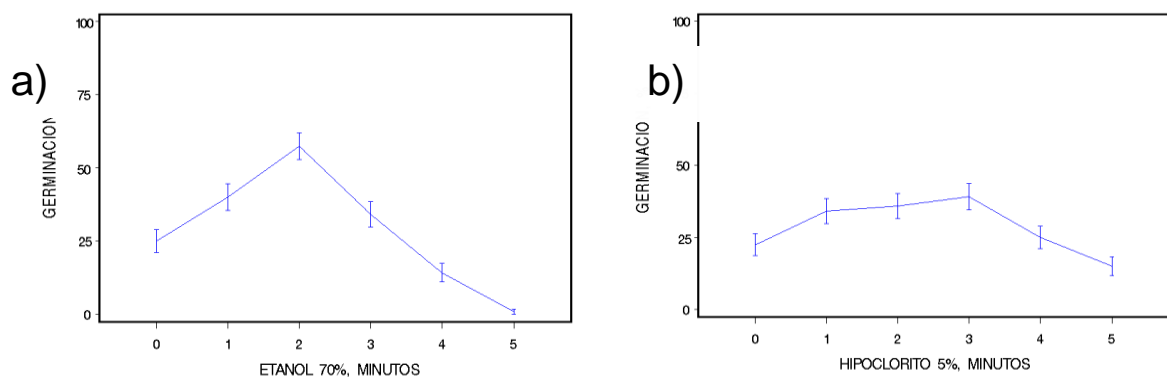 a)
100
75
50
25
0
GERMINACION
0 1 2 3 4 5
ETANOL 70%, MINUTOS
b)
100
50
25
0
GERMINACIO
0 1 2 3 4 5
HIPOCLORITO 5%, MINUTOS